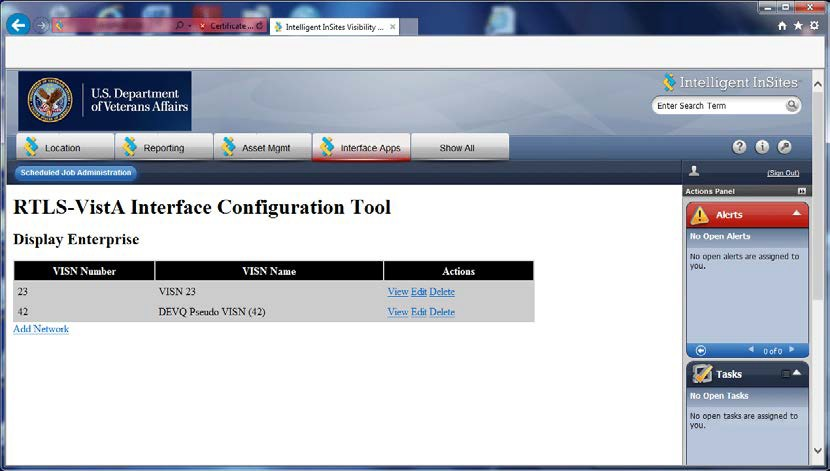 Certificate ...
Intelligent InSites Visibility ...
U.S. Department
of Veterans Affairs
Intelligent InSites
Enter Search Term
Location
Reporting
Asset Mgmt
Interface Apps
Show All
Scheduled Job Administration
(Sign Out)
Actions Panel
RTLS-VistA Interface Configuration Tool
Display Enterprise
VISN Number VISN Name Actions
23 VISN 23 View Edit Delete
42 DEVQ Pseudo VISN (42) View Edit Delete
Add Network
Alerts
No Open Alerts
No open alerts are assigned to
you.
0 of 0
Tasks
No Open Tasks
No open tasks are assigned to
you.